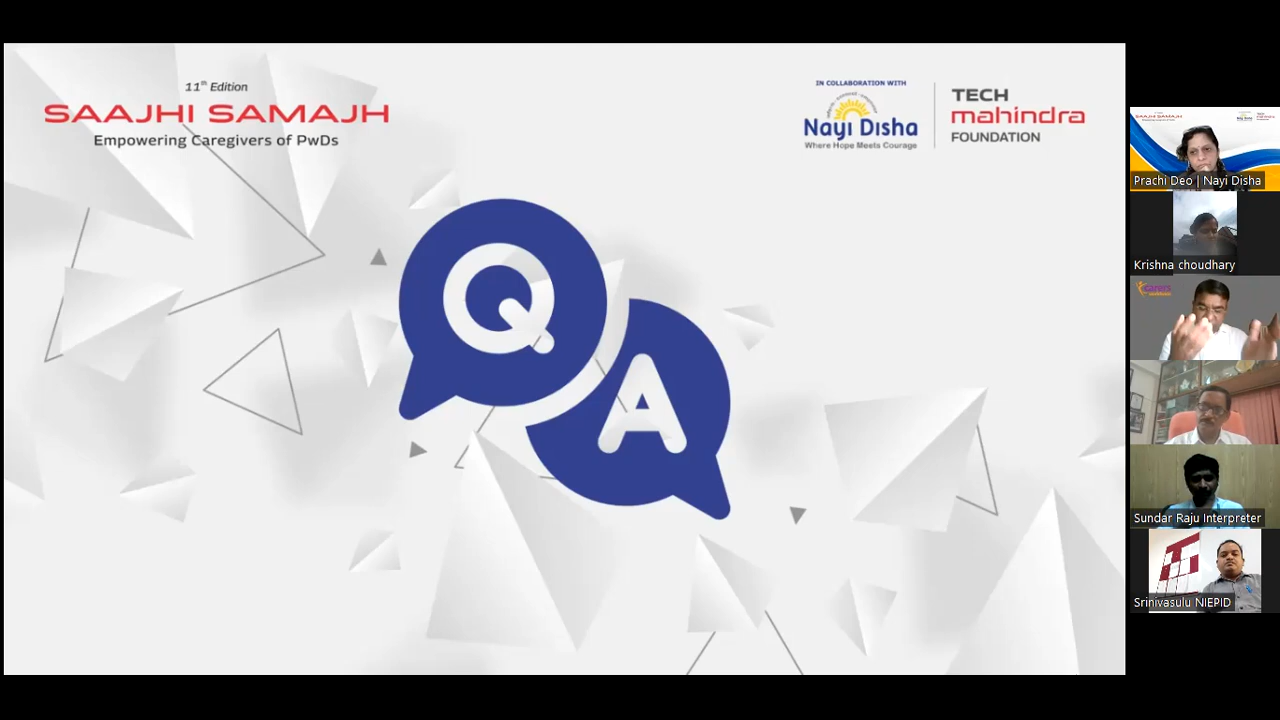 11th Edition
SAAJHI SAMAJH
Empowering Caregivers of PwDs
IN COLLABORATION WITH
Nayi Disha
Where Hope Meets Courage
TECH
mahindra
FOUNDATION
Q
A
Prachi Deo | Nayi Disha
Krishna choudhary
Sundar Raju Interpreter
Srinivasulu NIEPID